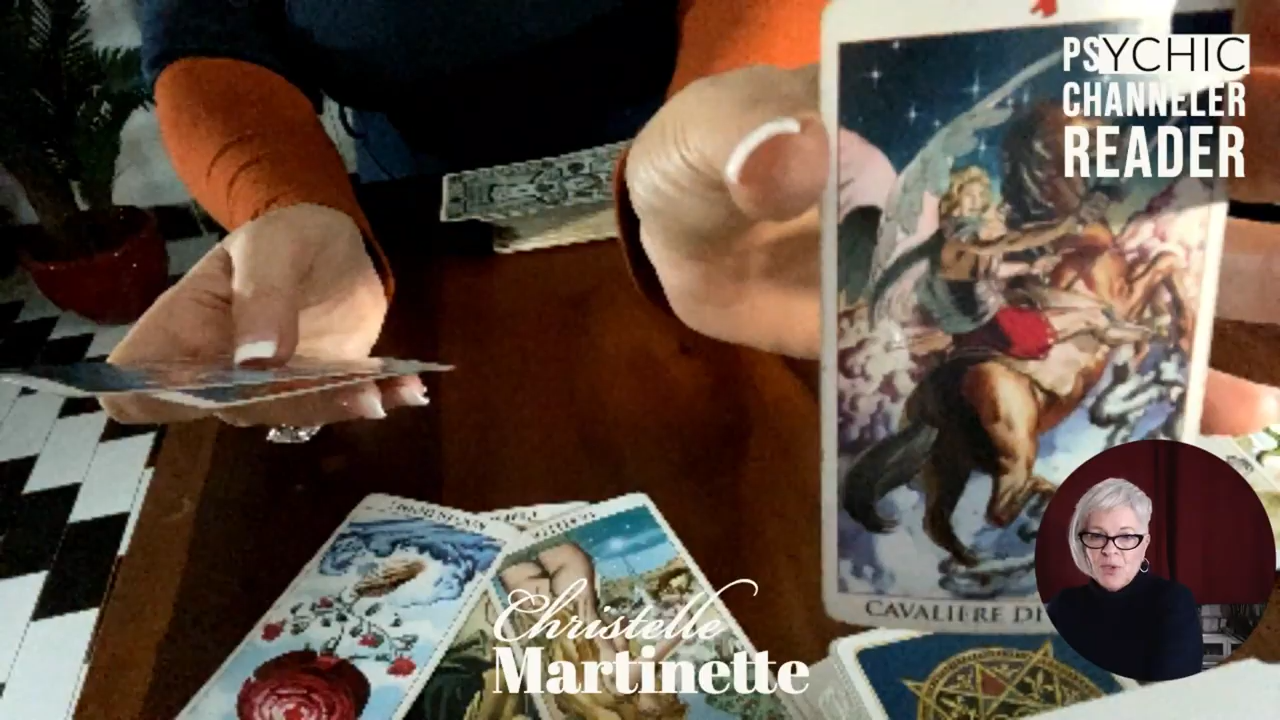 PSYCHIC
CHANNELER
READER
CAVALIERE DI
Christelle
Martinette